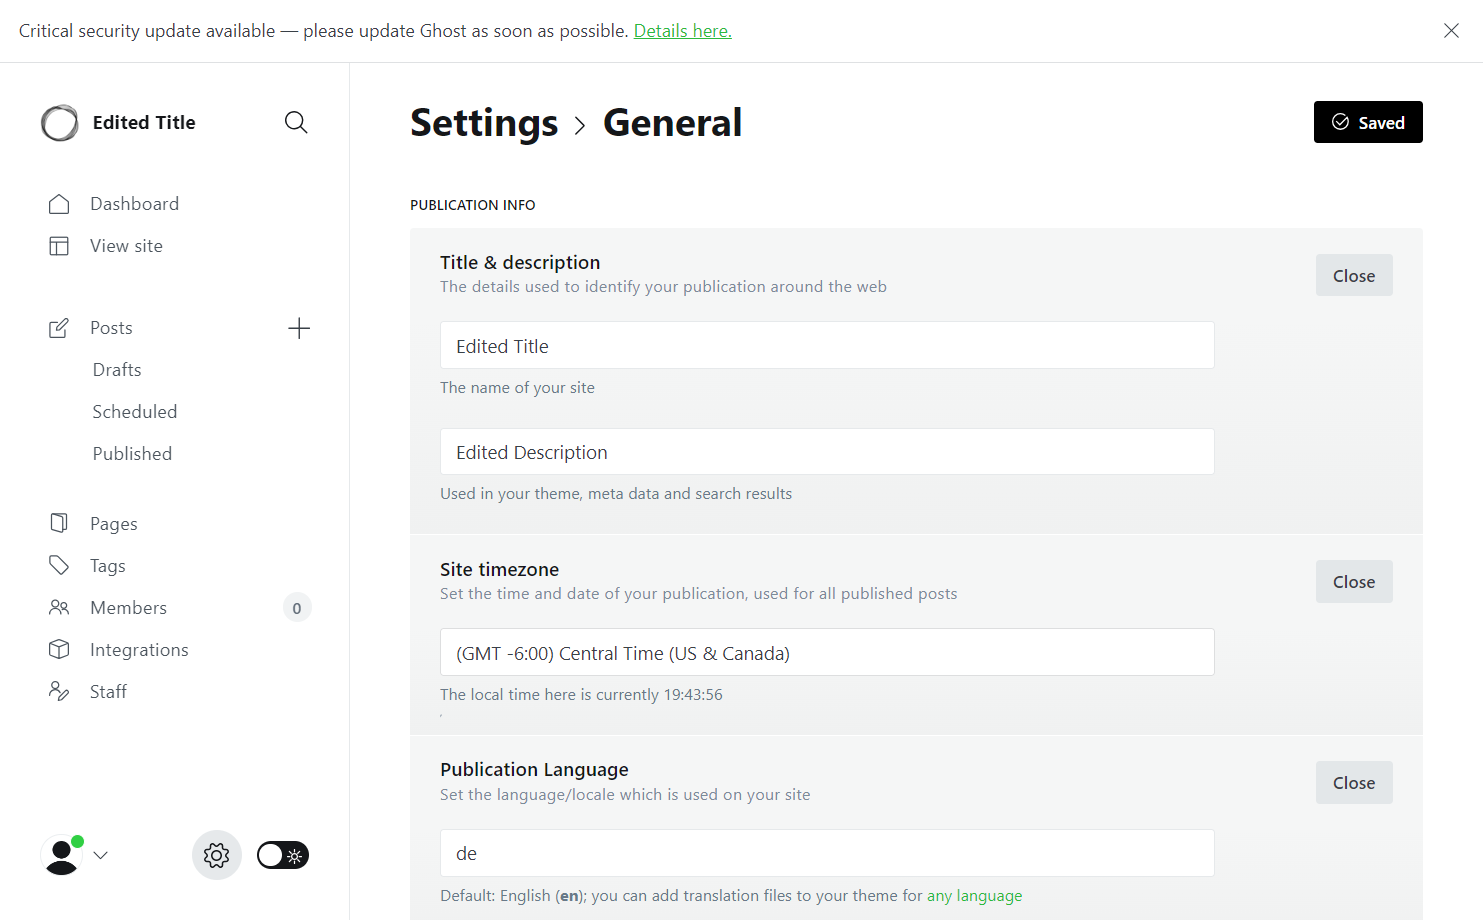 Critical security update available — please update Ghost as soon as possible. Details here.
Edited Title
Dashboard
View site
Posts
Drafts
Scheduled
Published
Pages
Tags
Members 0
Integrations
Staff
Settings > General
Saved
PUBLICATION INFO
Title & description
The details used to identify your publication around the web
Close
Edited Title
The name of your site
Edited Description
Used in your theme, meta data and search results
Site timezone
Set the time and date of your publication, used for all published posts
Close
(GMT -6:00) Central Time (US & Canada)
The local time here is currently 19:43:56
Publication Language
Set the language/locale which is used on your site
Close
de
Default: English (en); you can add translation files to your theme for any language